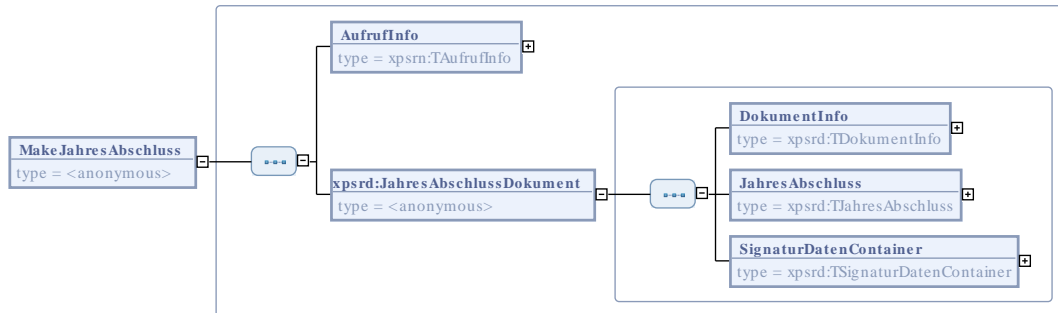 AufrufInfo
type = xpsrn:TAufrufInfo
MakeJahresAbschluss
type = <anonymous>
xpsrd:JahresAbschlussDokument
type = <anonymous>
DokumentInfo
type = xpsrd:TDokumentInfo
JahresAbschluss
type = xpsrd:TJahresAbschluss
SignaturDatenContainer
type = xpsrd:TSignaturDatenContainer